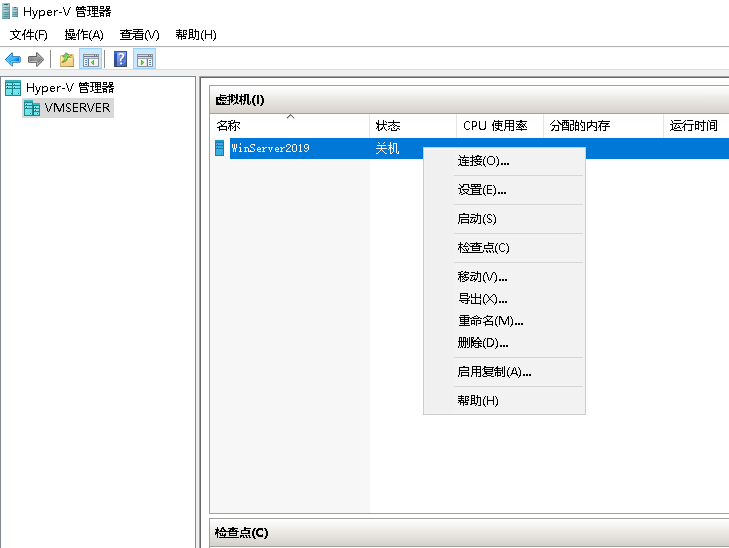 Hyper-V 管理器
文件(F) 操作(A) 查看(V) 帮助(H)
Hyper-V 管理器
VMSERVER
虚拟机(I)
名称 状态 CPU 使用率 分配的内存 运行时间
WinServer2019 关机
连接(O)...
设置(E)...
启动(S)
检查点(C)
移动(V)...
导出(X)...
重命名(M)...
删除(D)...
启用复制(A)...
帮助(H)
检查点(C)